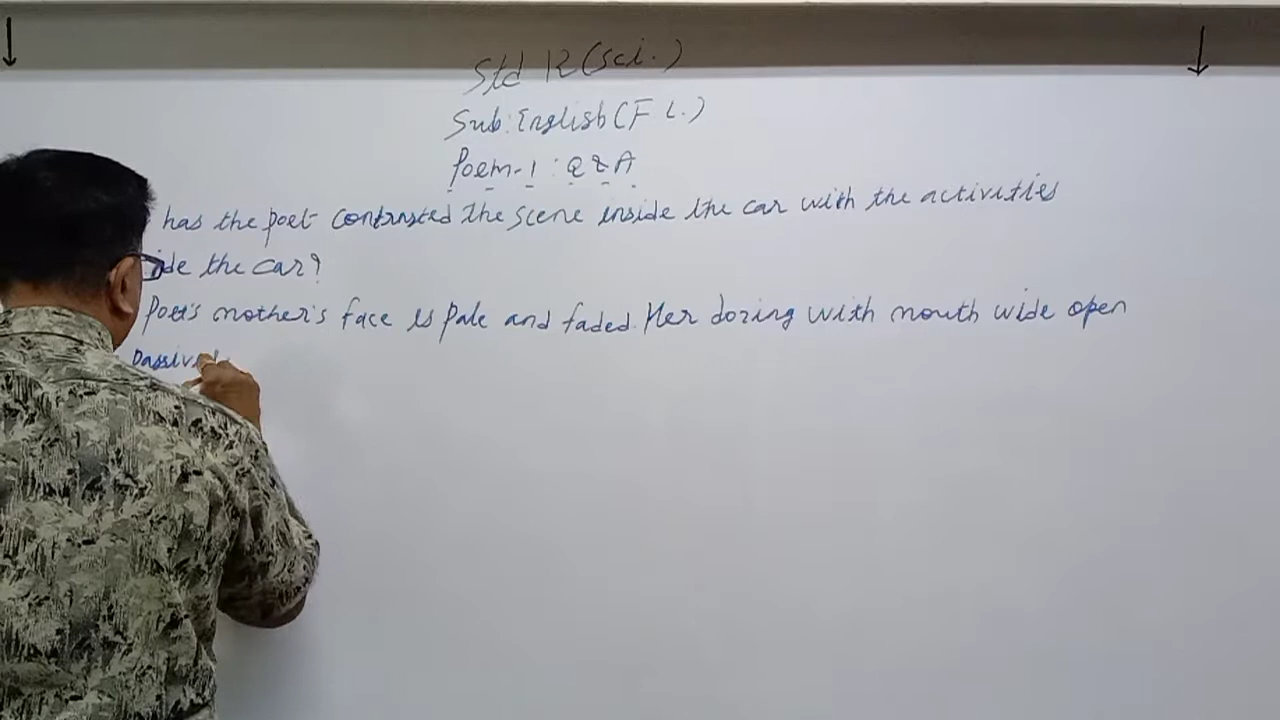 Std 12 (Sci.)
Sub: English (F L.)
Poem-1 : Q & A
has the poet contrasted the scene inside the car with the activities
ide the car?
Poet's mother's face is pale and faded. Her dozing with mouth wide open
passiv